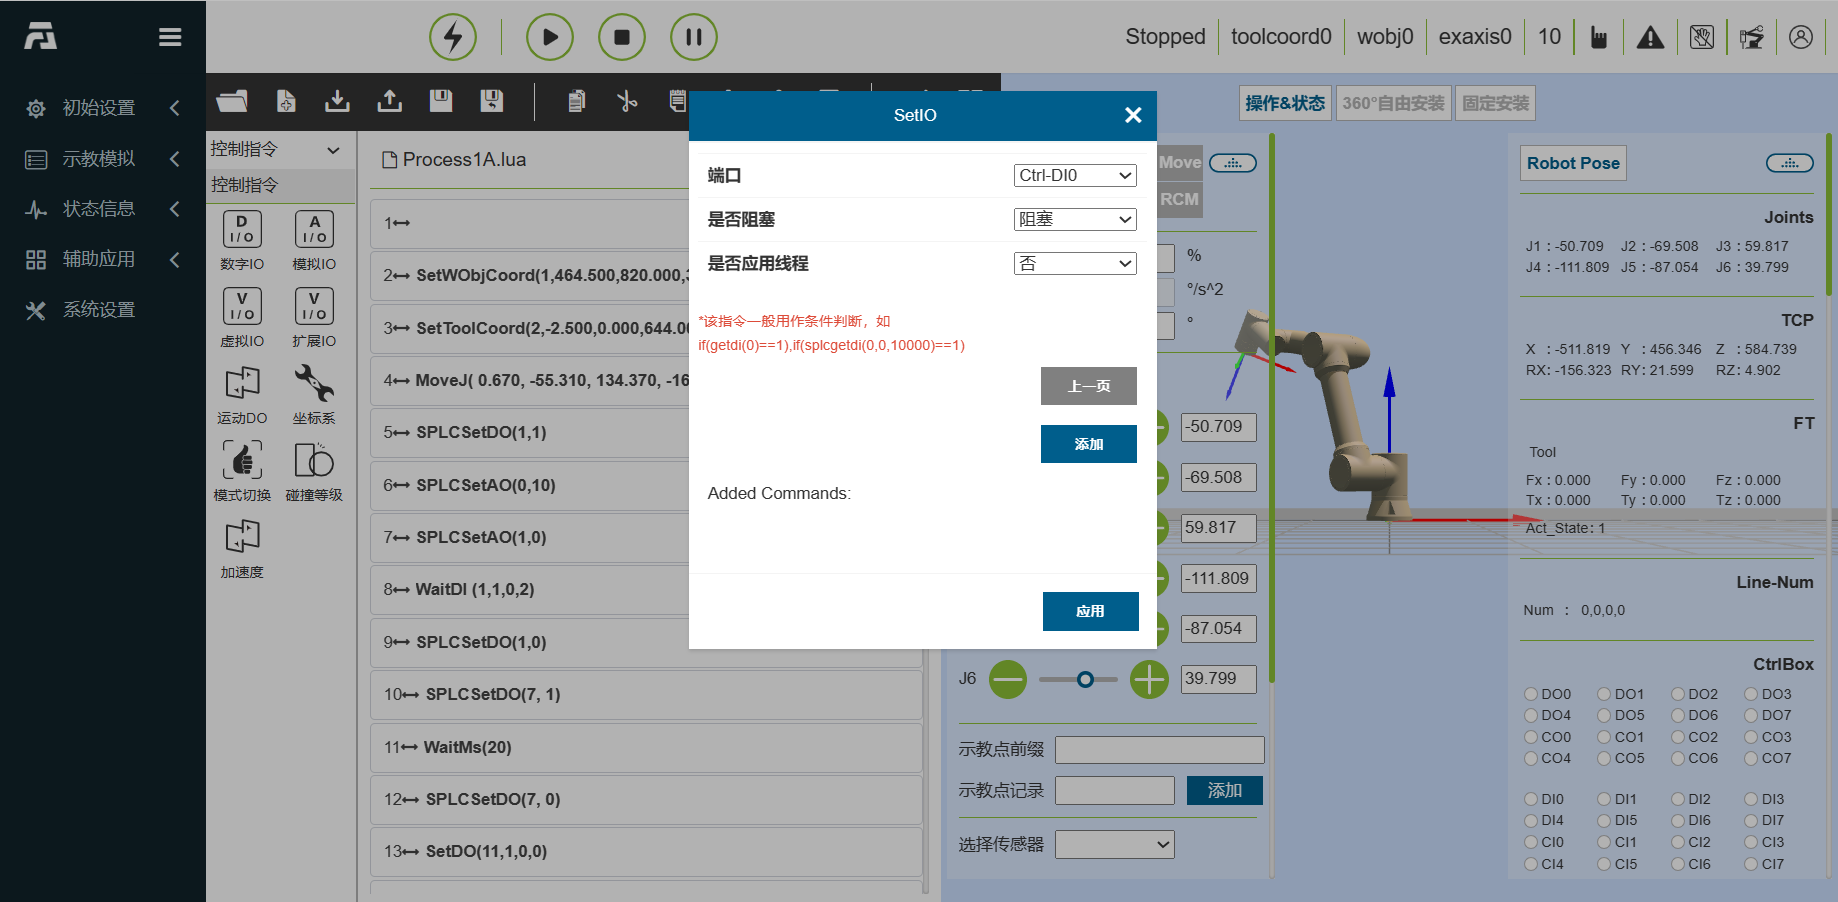 Stopped
toolcoord0
wobj0
exaxis0
10
初始设置
示教模拟
状态信息
辅助应用
系统设置
控制指令
控制指令
D I/O
数字IO
A I/O
模拟IO
V I/O
虚拟IO
V I/O
扩展IO
运动DO
坐标系
模式切换
碰撞等级
加速度
Process1A.lua
1
2 SetWObjCoord(1,464.500,820.000,
3 SetToolCoord(2,-2.500,0.000,644.00
4 MoveJ( 0.670, -55.310, 134.370, -16
5 SPLCSetDO(1,1)
6 SPLCSetAO(0,10)
7 SPLCSetAO(1,0)
8 WaitDI (1,1,0,2)
9 SPLCSetDO(1,0)
10 SPLCSetDO(7, 1)
11 WaitMs(20)
12 SPLCSetDO(7, 0)
13 SetDO(11,1,0,0)
SetIO
端口
Ctrl-DI0
是否阻塞
阻塞
是否应用线程
否
*该指令一般用作条件判断，如
if(getdi(0)==1),if(splcgetdi(0,0,10000)==1)
上一页
添加
Added Commands:
应用
Move
RCM
%
°/s^2
°
-50.709
-69.508
59.817
-111.809
-87.054
J6
39.799
示教点前缀
示教点记录
添加
选择传感器
操作&状态
360°自由安装
固定安装
Robot Pose
Joints
J1 : -50.709 J2 : -69.508 J3 : 59.817
J4 : -111.809 J5 : -87.054 J6 : 39.799
TCP
X : -511.819 Y : 456.346 Z : 584.739
RX: -156.323 RY: 21.599 RZ: 4.902
FT
Tool
Fx : 0.000 Fy : 0.000 Fz : 0.000
Tx : 0.000 Ty : 0.000 Tz : 0.000
Act_State: 1
Line-Num
Num : 0,0,0,0
CtrlBox
DO0 DO1 DO2 DO3
DO4 DO5 DO6 DO7
CO0 CO1 CO2 CO3
CO4 CO5 CO6 CO7
DI0 DI1 DI2 DI3
DI4 DI5 DI6 DI7
CI0 CI1 CI2 CI3
CI4 CI5 CI6 CI7